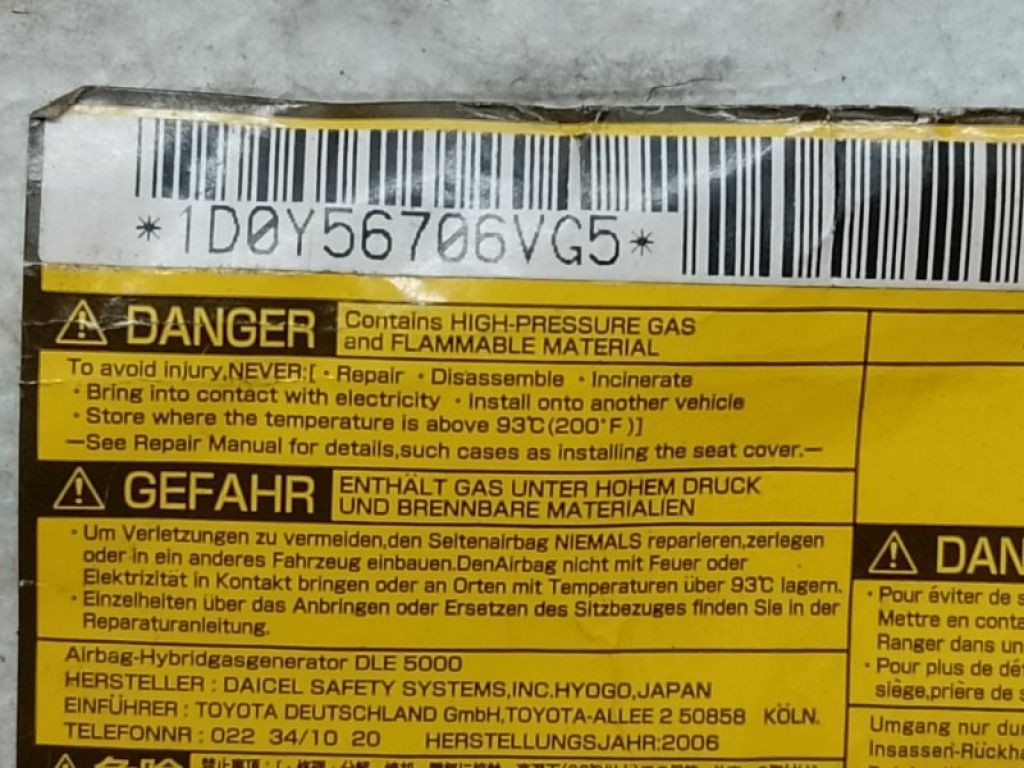 *1D0Y56706VG5*
DANGER
Contains HIGH-PRESSURE GAS
and FLAMMABLE MATERIAL
To avoid injury,NEVER:[ ・Repair ・Disassemble ・Incinerate
・Bring into contact with electricity ・Install onto another vehicle
・Store where the temperature is above 93℃(200°F)]
—See Repair Manual for details,such cases as installing the seat cover.—
GEFAHR
ENTHÄLT GAS UNTER HOHEM DRUCK
UND BRENNBARE MATERIALIEN
・Um Verletzungen zu vermeiden,den Seitenairbag NIEMALS reparieren,zerlegen
oder in ein anderes Fahrzeug einbauen.DenAirbag nicht mit Feuer oder
Elektrizität in Kontakt bringen oder an Orten mit Temperaturen über 93℃ lagern.
・Einzelheiten über das Anbringen oder Ersetzen des Sitzbezuges finden Sie in der
Reparaturanleitung.
Airbag-Hybridgasgenerator DLE 5000
HERSTELLER : DAICEL SAFETY SYSTEMS,INC.HYOGO,JAPAN
EINFÜHRER : TOYOTA DEUTSCHLAND GmbH,TOYOTA-ALLEE 2 50858 KÖLN.
TELEFONNR : 022 34/10 20 HERSTELLUNGSJAHR:2006
DAN
・Pour éviter de s
Mettre en conta
Ranger dans un
・Pour plus de dé
siège,prière de s
Umgang nur du
Insassen-Rückha